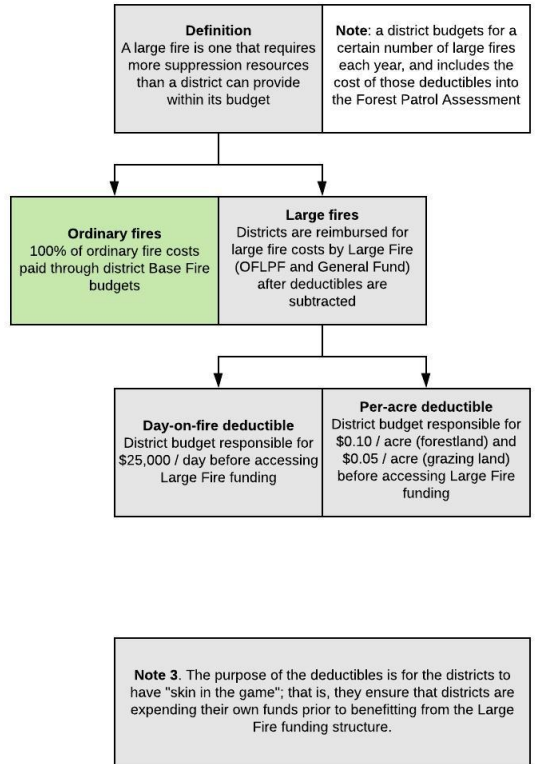 Definition
A large fire is one that requires
more suppression resources
than a district can provide
within its budget
Note: a district budgets for a
certain number of large fires
each year, and includes the
cost of those deductibles into
the Forest Patrol Assessment
Ordinary fires
100% of ordinary fire costs
paid through district Base Fire
budgets
Large fires
Districts are reimbursed for
large fire costs by Large Fire
(OFLPF and General Fund)
after deductibles are
subtracted
Day-on-fire deductible
District budget responsible for
$25,000 / day before accessing
Large Fire funding
Per-acre deductible
District budget responsible for
$0.10 / acre (forestland) and
$0.05 / acre (grazing land)
before accessing Large Fire
funding
Note 3. The purpose of the deductibles is for the districts to
have "skin in the game"; that is, they ensure that districts are
expending their own funds prior to benefitting from the Large
Fire funding structure.